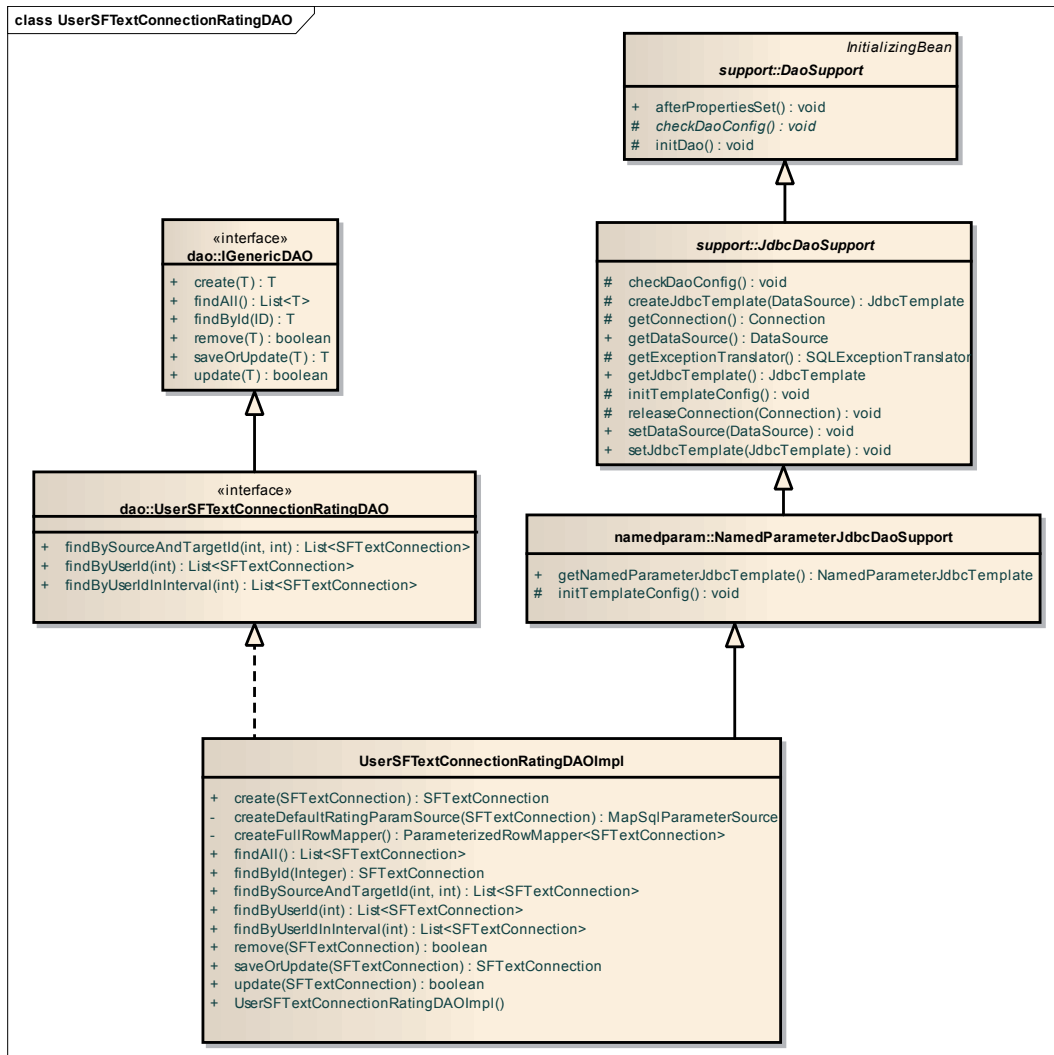 class UserSFTextConnectionRatingDAO
InitializingBean
support::DaoSupport
+ afterPropertiesSet() : void
# checkDaoConfig() : void
# initDao() : void
«interface»
dao::IGenericDAO
+ create(T) : T
+ findAll() : List<T>
+ findById(ID) : T
+ remove(T) : boolean
+ saveOrUpdate(T) : T
+ update(T) : boolean
support::JdbcDaoSupport
# checkDaoConfig() : void
# createJdbcTemplate(DataSource) : JdbcTemplate
# getConnection() : Connection
+ getDataSource() : DataSource
# getExceptionTranslator() : SQLExceptionTranslator
+ getJdbcTemplate() : JdbcTemplate
# initTemplateConfig() : void
# releaseConnection(Connection) : void
+ setDataSource(DataSource) : void
+ setJdbcTemplate(JdbcTemplate) : void
«interface»
dao::UserSFTextConnectionRatingDAO
+ findBySourceAndTargetId(int, int) : List<SFTextConnection>
+ findByUserId(int) : List<SFTextConnection>
+ findByUserIdInInterval(int) : List<SFTextConnection>
namedparam::NamedParameterJdbcDaoSupport
+ getNamedParameterJdbcTemplate() : NamedParameterJdbcTemplate
# initTemplateConfig() : void
UserSFTextConnectionRatingDAOImpl
+ create(SFTextConnection) : SFTextConnection
- createDefaultRatingParamSource(SFTextConnection) : MapSqlParameterSource
- createFullRowMapper() : ParameterizedRowMapper<SFTextConnection>
+ findAll() : List<SFTextConnection>
+ findById(Integer) : SFTextConnection
+ findBySourceAndTargetId(int, int) : List<SFTextConnection>
+ findByUserId(int) : List<SFTextConnection>
+ findByUserIdInInterval(int) : List<SFTextConnection>
+ remove(SFTextConnection) : boolean
+ saveOrUpdate(SFTextConnection) : SFTextConnection
+ update(SFTextConnection) : boolean
+ UserSFTextConnectionRatingDAOImpl()